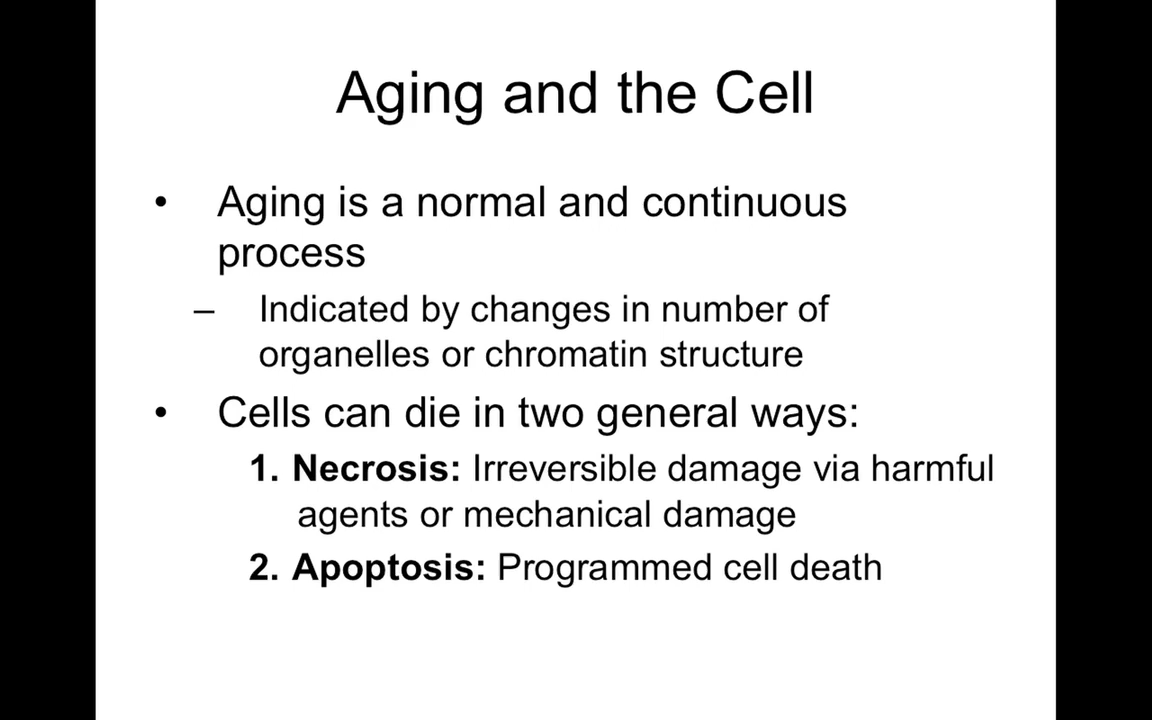 Aging and the Cell
• Aging is a normal and continuous
process
– Indicated by changes in number of
organelles or chromatin structure
• Cells can die in two general ways:
1. Necrosis: Irreversible damage via harmful
agents or mechanical damage
2. Apoptosis: Programmed cell death